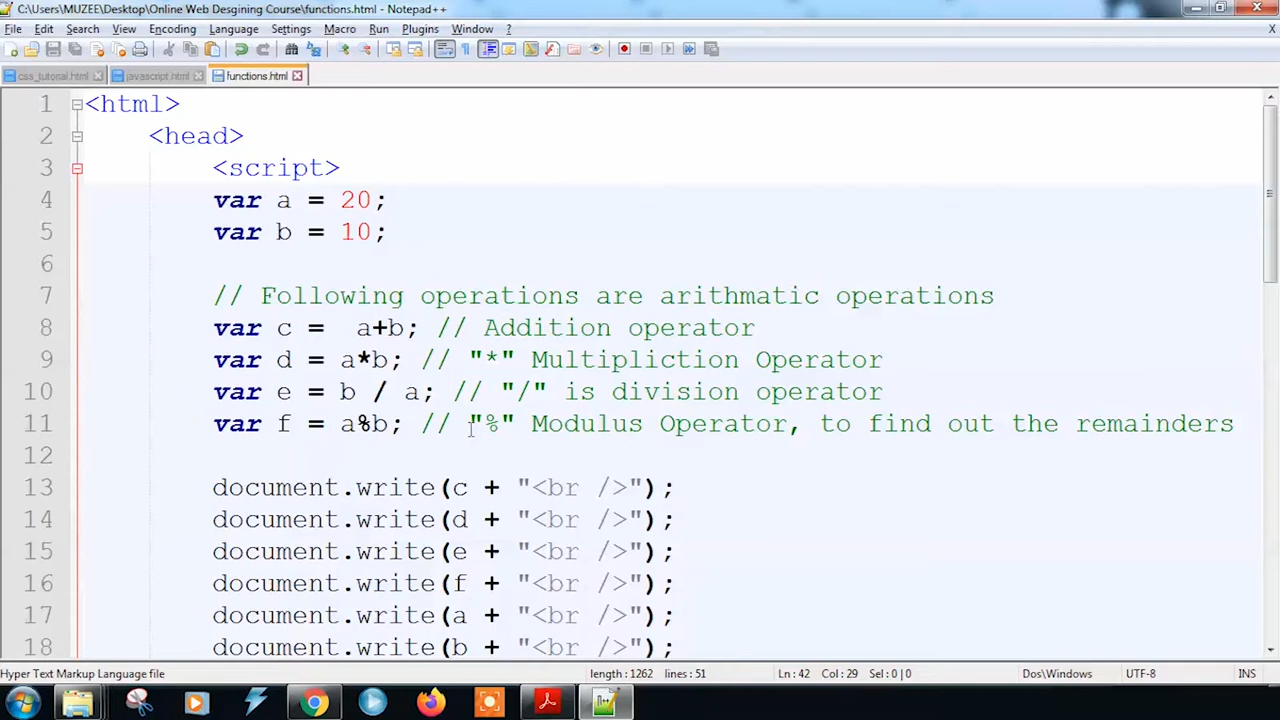 C:\Users\MUZEE\Desktop\Online Web Desgining Course\functions.html - Notepad++
File Edit Search View Encoding Language Settings Macro Run Plugins Window ? X
css_tutorial.html javascript.html functions.html
1 <html>
2 <head>
3 <script>
4 var a = 20;
5 var b = 10;
6
7 // Following operations are arithmatic operations
8 var c =  a+b; // Addition operator
9 var d = a*b; // "*" Multipliction Operator
10 var e = b / a; // "/" is division operator
11 var f = a%b; // "%" Modulus Operator, to find out the remainders
12
13 document.write(c + "<br />");
14 document.write(d + "<br />");
15 document.write(e + "<br />");
16 document.write(f + "<br />");
17 document.write(a + "<br />");
18 document.write(b + "<br />");
Hyper Text Markup Language file length : 1262 lines : 51 Ln : 42 Col : 29 Sel : 0 | 0 Dos\Windows UTF-8 INS